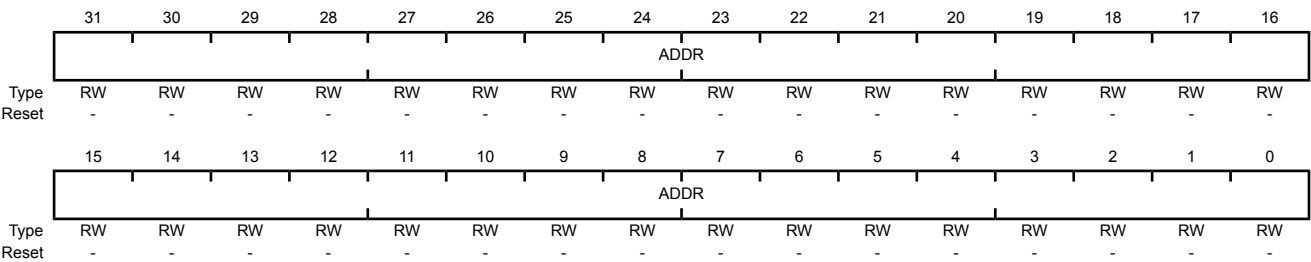 31 30 29 28 27 26 25 24 23 22 21 20 19 18 17 16
ADDR
Type RW RW RW RW RW RW RW RW RW RW RW RW RW RW RW RW
Reset - - - - - - - - - - - - - - - -
15 14 13 12 11 10 9 8 7 6 5 4 3 2 1 0
ADDR
Type RW RW RW RW RW RW RW RW RW RW RW RW RW RW RW RW
Reset - - - - - - - - - - - - - - - -